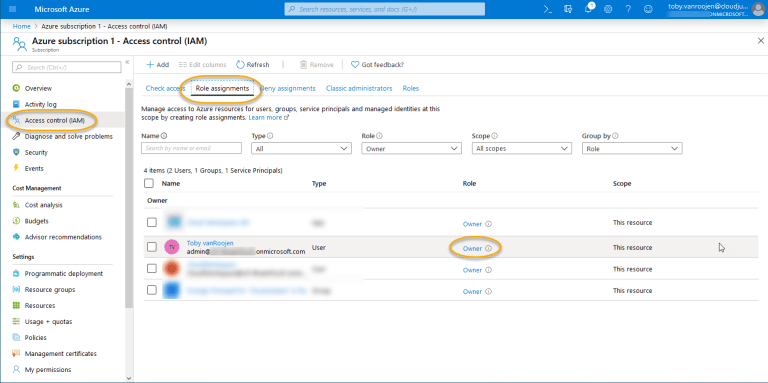 Microsoft Azure
Search resources, services, and docs (G+/)
1
toby.vanroojen@cloudju...
ONMICROSOFT...
Home > Azure subscription 1 - Access control (IAM)
Azure subscription 1 - Access control (IAM)
Subscription
Search (Ctrl+/)
Overview
Activity log
Access control (IAM)
Diagnose and solve problems
Security
Events
Cost Management
Cost analysis
Budgets
Advisor recommendations
Settings
Programmatic deployment
Resource groups
Resources
Usage + quotas
Policies
Management certificates
My permissions
Add Edit columns Refresh Remove Got feedback?
Check access Role assignments Deny assignments Classic administrators Roles
Manage access to Azure resources for users, groups, service principals and managed identities at this
scope by creating role assignments. Learn more
Name Type Role Scope Group by
Search by name or email All Owner All scopes Role
4 items (2 Users, 1 Groups, 1 Service Principals)
Name Type Role Scope
Owner
Owner This resource
TV Toby vanRoojen
admin@ .onmicrosoft.com User Owner This resource
Owner This resource
Owner This resource